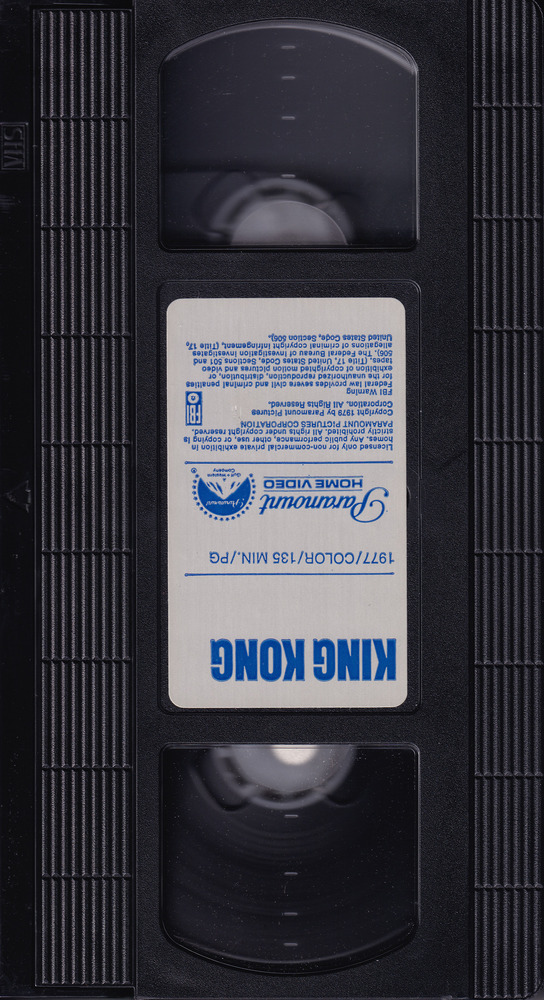 KING KONG
1977/COLOR/135 MIN./PG
Paramount
HOME VIDEO
Paramount
Gulf + Western
Company
®
Licensed only for non-commercial private exhibition in
homes. Any public performance, other use, or copying is
strictly prohibited. All rights under copyright reserved.
PARAMOUNT PICTURES CORPORATION
Copyright 1979 by Paramount Pictures
Corporation. All Rights Reserved.
FBI
FBI Warning
Federal law provides severe civil and criminal penalties
for the unauthorized reproduction, distribution, or
exhibition of copyrighted motion pictures and video
tapes, (Title 17, United States Code, Sections 501 and
505). The Federal Bureau of Investigation investigates
allegations of criminal copyright infringement, (Title 17,
United States Code, Section 506).
VHS